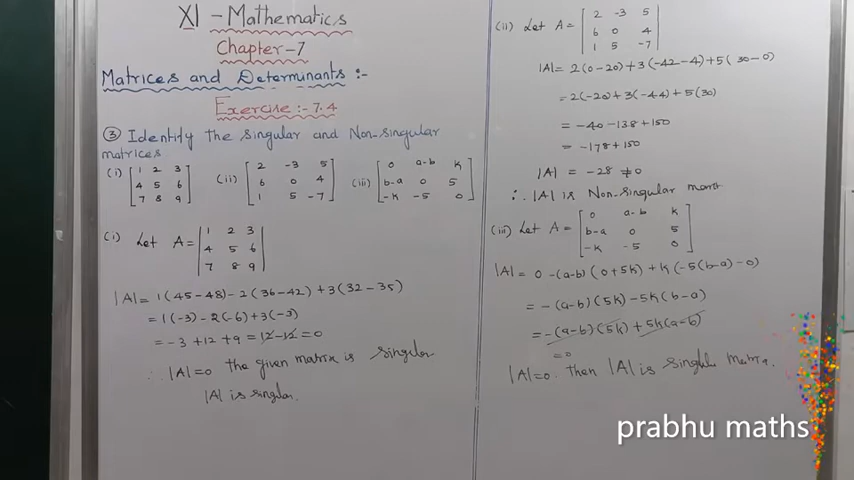 XI - Mathematics
Chapter-7
Matrices and Determinants :-
Exercise :- 7.4
③ Identify the singular and Non-singular
matrices
(i) [1 2 3 (ii) [2 -3 5 (iii) [0 a-b k
4 5 6 6 0 4 b-a 0 5
7 8 9] 1 5 -7] -k -5 0]
(i) Let A = |1 2 3
4 5 6
7 8 9|
|A| = 1(45-48) -2(36-42) +3(32-35)
= 1(-3) - 2(-6) + 3(-3)
= -3 + 12 + 9 = 12 - 12 = 0
∴ |A| = 0 the given matrix is singular
|A| is singular.
(ii) Let A = |2 -3 5
6 0 4
1 5 -7|
|A| = 2(0-20) +3(-42-4) +5(30-0)
= 2(-20) + 3(-44) + 5(30)
= -40 - 138 + 150
= -178 + 150
|A| = -28 ≠ 0
∴ |A| is Non-singular
(iii) Let A = [0 a-b k
b-a 0 5
-k -5 0]
|A| = 0 -(a-b)(0+5k) + k(-5(b-a) -0)
= -(a-b)(5k) - 5k(b-a)
= -(a-b)(5k) + 5k(a-b)
= 0
|A| = 0. then |A| is singular
prabhu maths